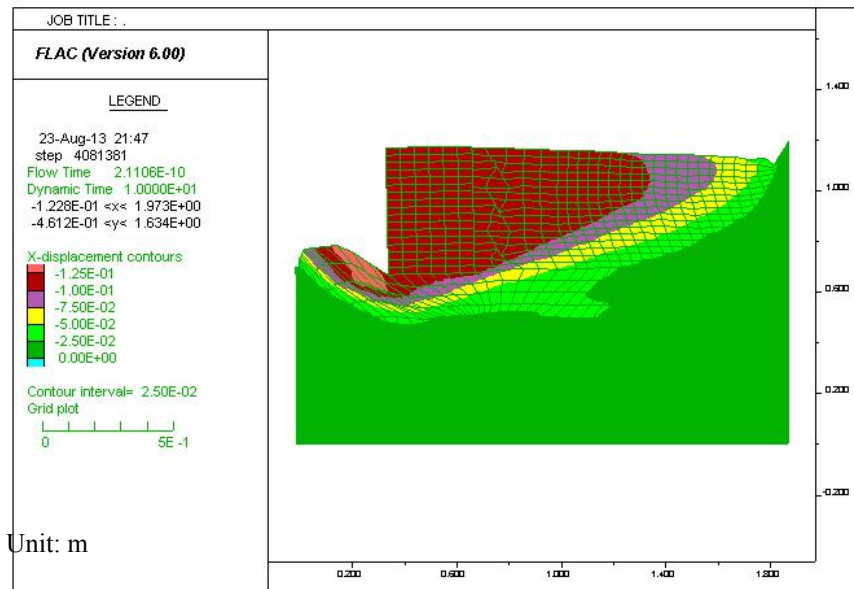 JOB TITLE : .
FLAC (Version 6.00)
LEGEND
23-Aug-13 21:47
step 4081381
Flow Time 2.1106E-10
Dynamic Time 1.0000E+01
-1.228E-01 <x< 1.973E+00
-4.612E-01 <y< 1.634E+00
X-displacement contours
-1.25E-01
-1.00E-01
-7.50E-02
-5.00E-02
-2.50E-02
0.00E+00
Contour interval= 2.50E-02
Grid plot
0 5E -1
Unit: m
1.400
1.000
0.600
0.200
-0.200
0.200 0.600 1.000 1.400 1.800